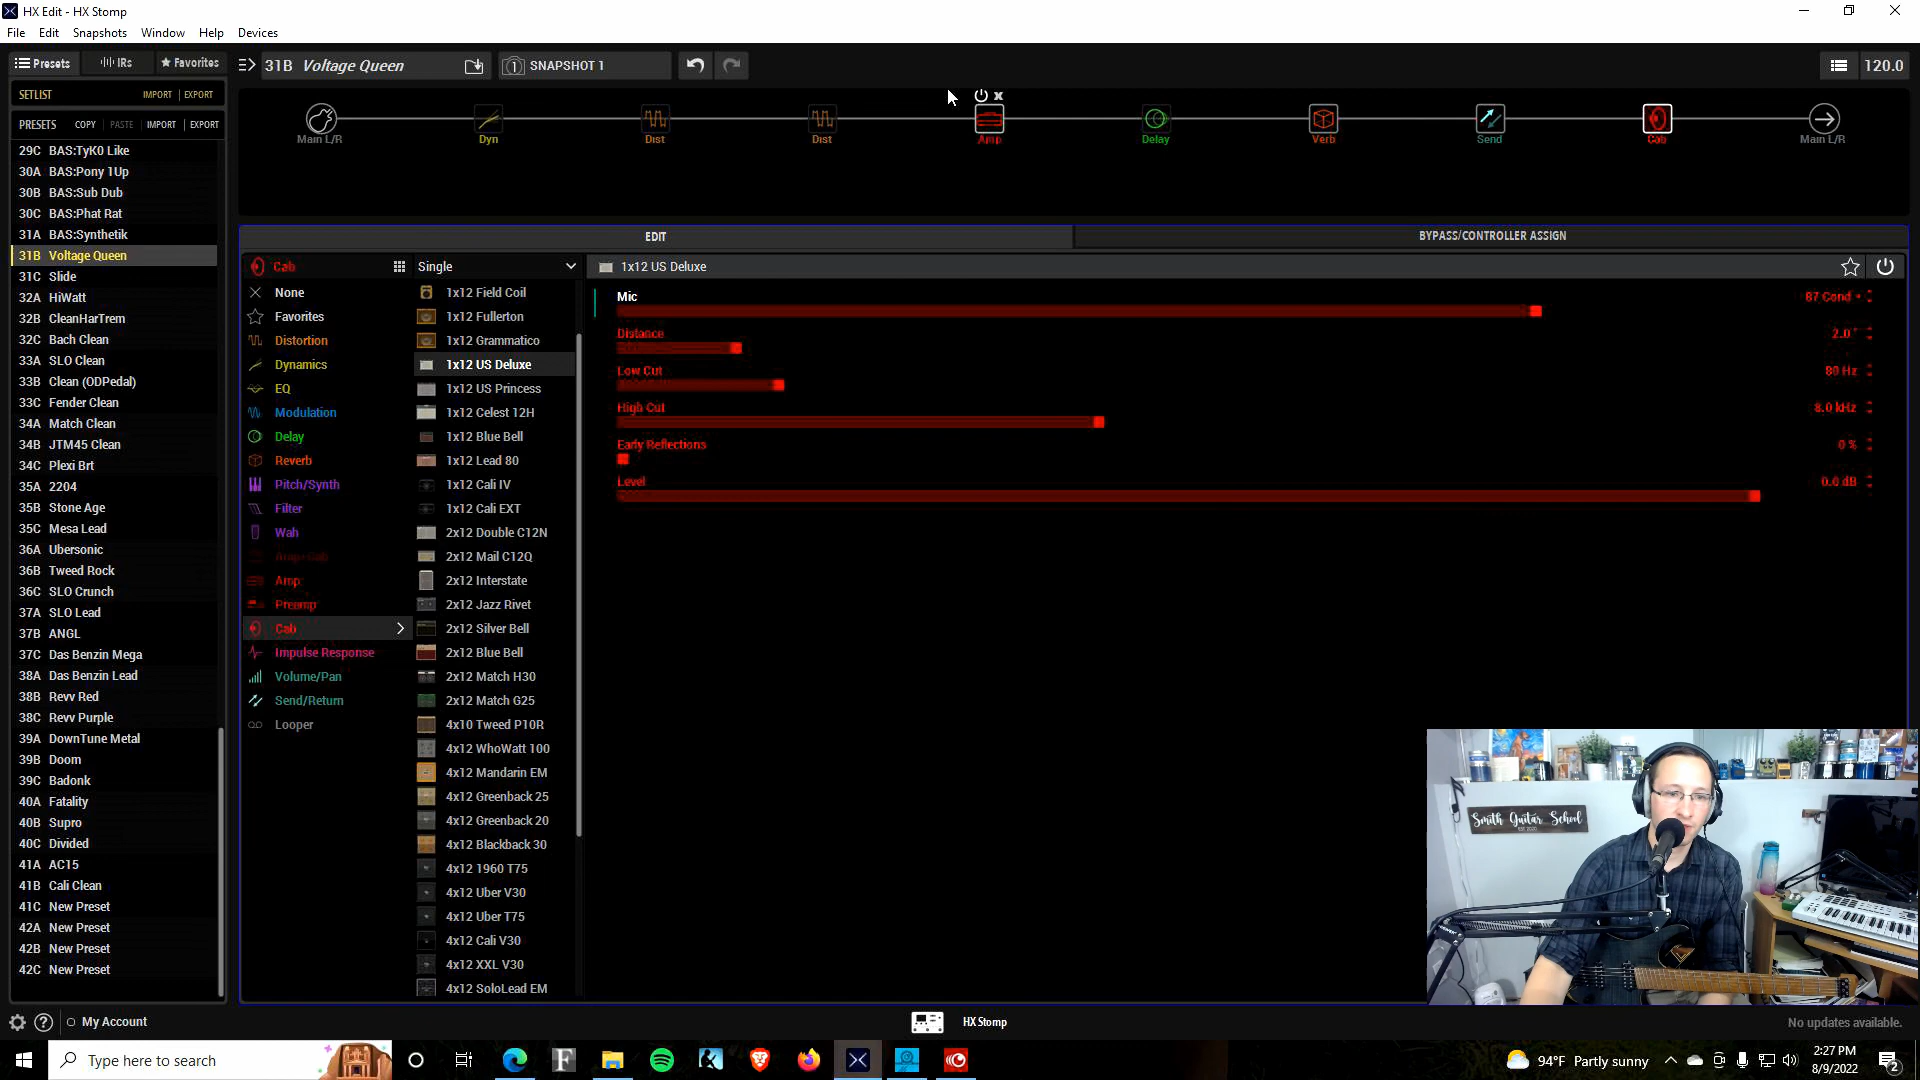 HX Edit - HX Stomp
File Edit Snapshots Window Help Devices
Presets IRs Favorites
31B Voltage Queen
1 SNAPSHOT 1
120.0
SETLIST IMPORT EXPORT
PRESETS COPY PASTE IMPORT EXPORT
Main L/R Dyn Dist Dist Amp Delay Verb Send Cab Main L/R
x
29C BAS:TyK0 Like
30A BAS:Pony 1Up
30B BAS:Sub Dub
30C BAS:Phat Rat
31A BAS:Synthetik
31B Voltage Queen
31C Slide
32A HiWatt
32B CleanHarTrem
32C Bach Clean
33A SLO Clean
33B Clean (ODPedal)
33C Fender Clean
34A Match Clean
34B JTM45 Clean
34C Plexi Brt
35A 2204
35B Stone Age
35C Mesa Lead
36A Ubersonic
36B Tweed Rock
36C SLO Crunch
37A SLO Lead
37B ANGL
37C Das Benzin Mega
38A Das Benzin Lead
38B Revv Red
38C Revv Purple
39A DownTune Metal
39B Doom
39C Badonk
40A Fatality
40B Supro
40C Divided
41A AC15
41B Cali Clean
41C New Preset
42A New Preset
42B New Preset
42C New Preset
EDIT
BYPASS/CONTROLLER ASSIGN
Cab
Single
1x12 US Deluxe
None
Favorites
Distortion
Dynamics
EQ
Modulation
Delay
Reverb
Pitch/Synth
Filter
Wah
Amp+Cab
Amp
Preamp
Cab
Impulse Response
Volume/Pan
Send/Return
Looper
1x12 Field Coil
1x12 Fullerton
1x12 Grammatico
1x12 US Deluxe
1x12 US Princess
1x12 Celest 12H
1x12 Blue Bell
1x12 Lead 80
1x12 Cali IV
1x12 Cali EXT
2x12 Double C12N
2x12 Mail C12Q
2x12 Interstate
2x12 Jazz Rivet
2x12 Silver Bell
2x12 Blue Bell
2x12 Match H30
2x12 Match G25
4x10 Tweed P10R
4x12 WhoWatt 100
4x12 Mandarin EM
4x12 Greenback 25
4x12 Greenback 20
4x12 Blackback 30
4x12 1960 T75
4x12 Uber V30
4x12 Uber T75
4x12 Cali V30
4x12 XXL V30
4x12 SoloLead EM
Mic 87 Cond
Distance 2.0"
Low Cut 80 Hz
High Cut 8.0 kHz
Early Reflections 0 %
Level 0.0 dB
Smith Guitar School
My Account
HX Stomp
No updates available.
Type here to search
94°F Partly sunny
2:27 PM
8/9/2022
2